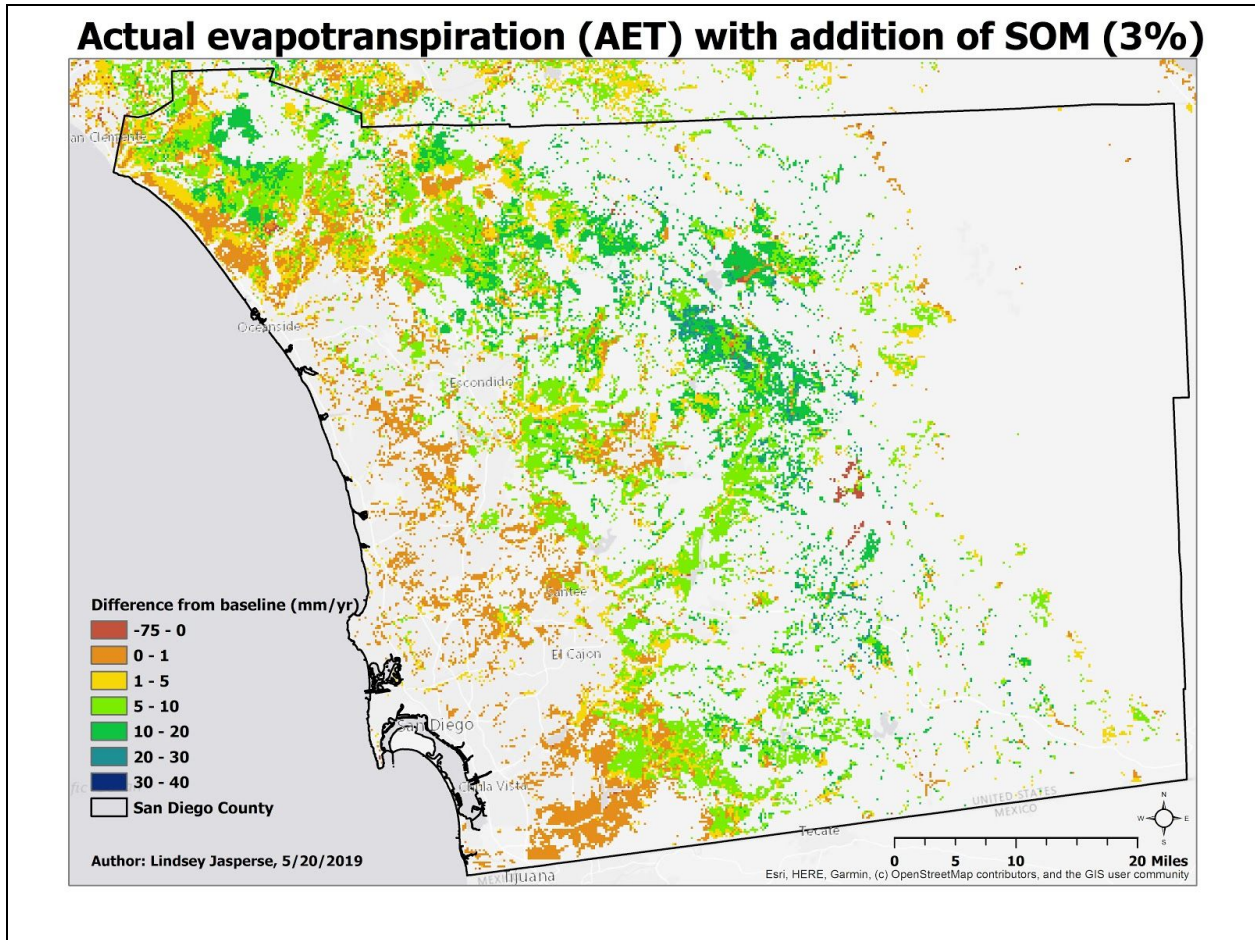 Actual evapotranspiration (AET) with addition of SOM (3%)
an Clemente
Oceanside
Escondido
Santee
El Cajon
San Diego
Chula Vista
Difference from baseline (mm/yr)
-75 - 0
0 - 1
1 - 5
5 - 10
10 - 20
20 - 30
30 - 40
San Diego County
Author: Lindsey Jasperse, 5/20/2019
UNITED STATES
MEXICO
Tecate
Tijuana
N
W
E
S
0 5 10 20 Miles
Esri, HERE, Garmin, (c) OpenStreetMap contributors, and the GIS user community